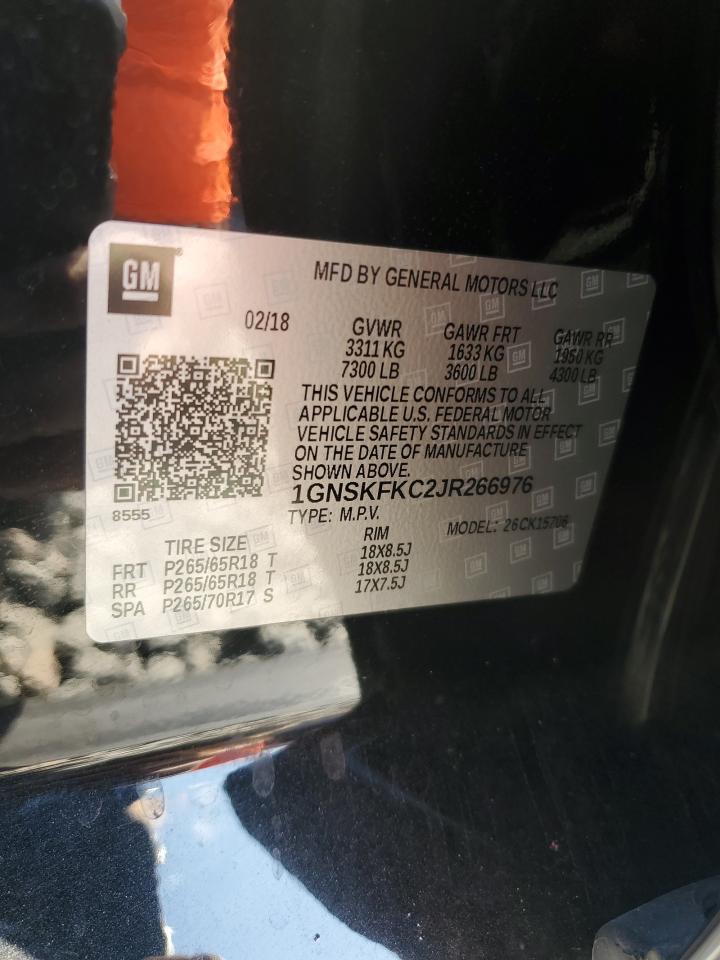 GM®
MFD BY GENERAL MOTORS LLC
02/18 GVWR GAWR FRT GAWR RR
3311 KG 1633 KG 1950 KG
7300 LB 3600 LB 4300 LB
THIS VEHICLE CONFORMS TO ALL
APPLICABLE U.S. FEDERAL MOTOR
VEHICLE SAFETY STANDARDS IN EFFECT
ON THE DATE OF MANUFACTURE
SHOWN ABOVE.
1GNSKFKC2JR266976
8555
TYPE: M.P.V. MODEL: 26CK15706
TIRE SIZE RIM
FRT P265/65R18 T 18X8.5J
RR P265/65R18 T 18X8.5J
SPA P265/70R17 S 17X7.5J